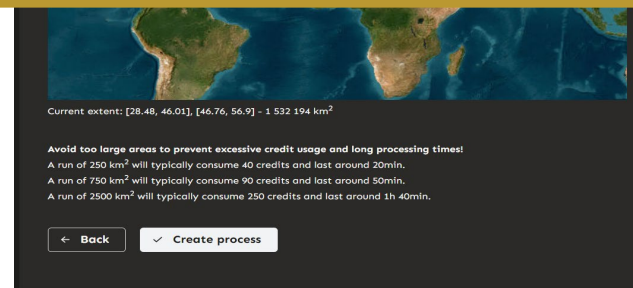 Current extent: [28.48, 46.01], [46.76, 56.9] - 1 532 194 km²
Avoid too large areas to prevent excessive credit usage and long processing times!
A run of 250 km² will typically consume 40 credits and last around 20min.
A run of 750 km² will typically consume 90 credits and last around 50min.
A run of 2500 km² will typically consume 250 credits and last around 1h 40min.
← Back ✓ Create process